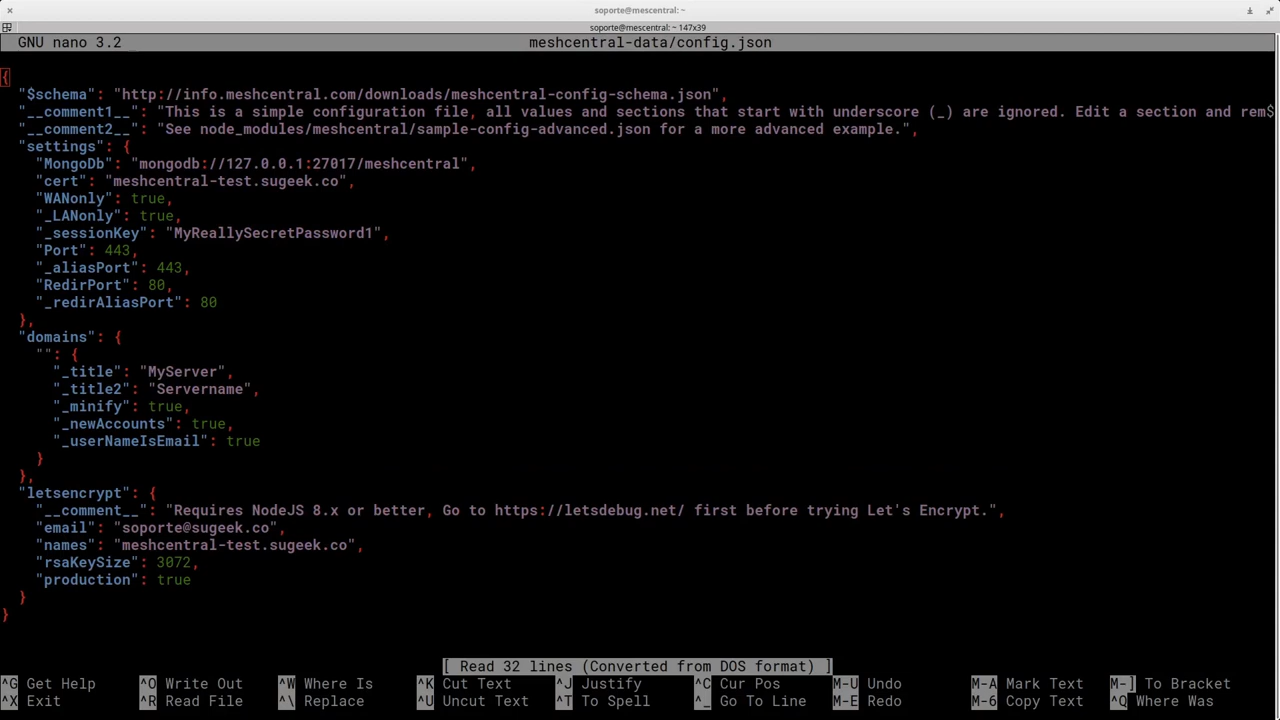 soporte@mescentral: ~
soporte@mescentral: ~ 147x39
GNU nano 3.2 meshcentral-data/config.json
{
  "$schema": "http://info.meshcentral.com/downloads/meshcentral-config-schema.json",
  "__comment1__": "This is a simple configuration file, all values and sections that start with underscore (_) are ignored. Edit a section and rem$
  "__comment2__": "See node_modules/meshcentral/sample-config-advanced.json for a more advanced example.",
  "settings": {
    "MongoDb": "mongodb://127.0.0.1:27017/meshcentral",
    "cert": "meshcentral-test.sugeek.co",
    "WANonly": true,
    "_LANonly": true,
    "_sessionKey": "MyReallySecretPassword1",
    "Port": 443,
    "_aliasPort": 443,
    "RedirPort": 80,
    "_redirAliasPort": 80
  },
  "domains": {
    "": {
      "_title": "MyServer",
      "_title2": "Servername",
      "_minify": true,
      "_newAccounts": true,
      "_userNameIsEmail": true
    }
  },
  "letsencrypt": {
    "__comment__": "Requires NodeJS 8.x or better, Go to https://letsdebug.net/ first before trying Let's Encrypt.",
    "email": "soporte@sugeek.co",
    "names": "meshcentral-test.sugeek.co",
    "rsaKeySize": 3072,
    "production": true
  }
}
[ Read 32 lines (Converted from DOS format) ]
^G Get Help ^O Write Out ^W Where Is ^K Cut Text ^J Justify ^C Cur Pos M-U Undo M-A Mark Text M-] To Bracket
^X Exit ^R Read File ^\ Replace ^U Uncut Text ^T To Spell ^_ Go To Line M-E Redo M-6 Copy Text ^Q Where Was